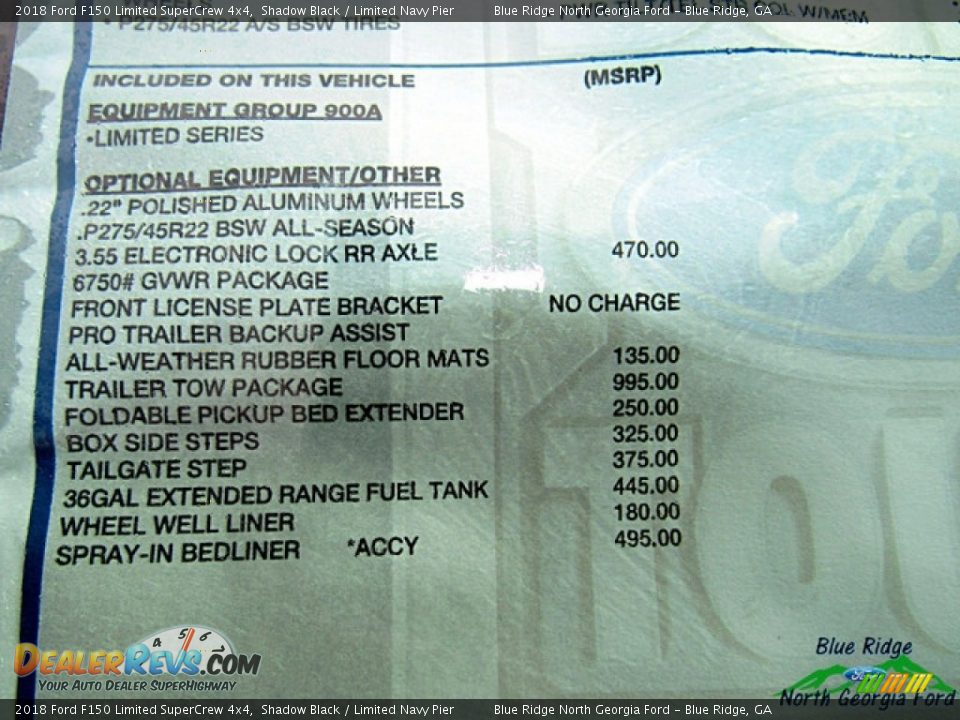 2018 Ford F150 Limited SuperCrew 4x4, Shadow Black / Limited Navy Pier Blue Ridge North Georgia Ford - Blue Ridge, GA
• P275/45R22 A/S BSW TIRES
COL W/MEM
INCLUDED ON THIS VEHICLE (MSRP)
EQUIPMENT GROUP 900A
•LIMITED SERIES
OPTIONAL EQUIPMENT/OTHER
.22" POLISHED ALUMINUM WHEELS
.P275/45R22 BSW ALL-SEASON
3.55 ELECTRONIC LOCK RR AXLE 470.00
6750# GVWR PACKAGE
FRONT LICENSE PLATE BRACKET NO CHARGE
PRO TRAILER BACKUP ASSIST
ALL-WEATHER RUBBER FLOOR MATS 135.00
TRAILER TOW PACKAGE 995.00
FOLDABLE PICKUP BED EXTENDER 250.00
BOX SIDE STEPS 325.00
TAILGATE STEP 375.00
36GAL EXTENDED RANGE FUEL TANK 445.00
WHEEL WELL LINER 180.00
SPRAY-IN BEDLINER *ACCY 495.00
Fo
DEALERREVS.COM
4 5 6
YOUR AUTO DEALER SUPERHIGHWAY
Blue Ridge
Ford
North Georgia Ford
2018 Ford F150 Limited SuperCrew 4x4, Shadow Black / Limited Navy Pier Blue Ridge North Georgia Ford - Blue Ridge, GA